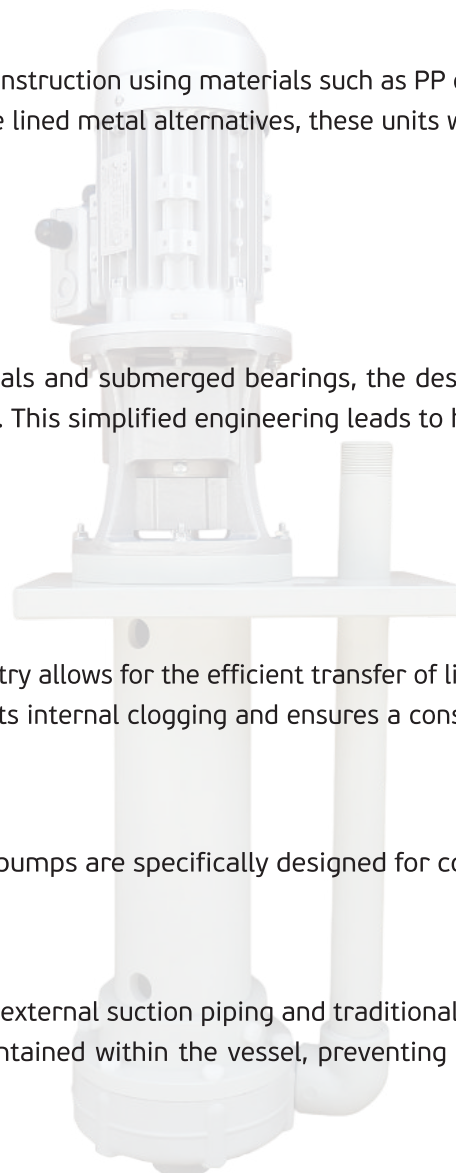 nstruction using materials such as PP
lined metal alternatives, these units
als and submerged bearings, the des
. This simplified engineering leads to
try allows for the efficient transfer of li
ts internal clogging and ensures a cons
pumps are specifically designed for co
external suction piping and traditional
ntained within the vessel, preventing